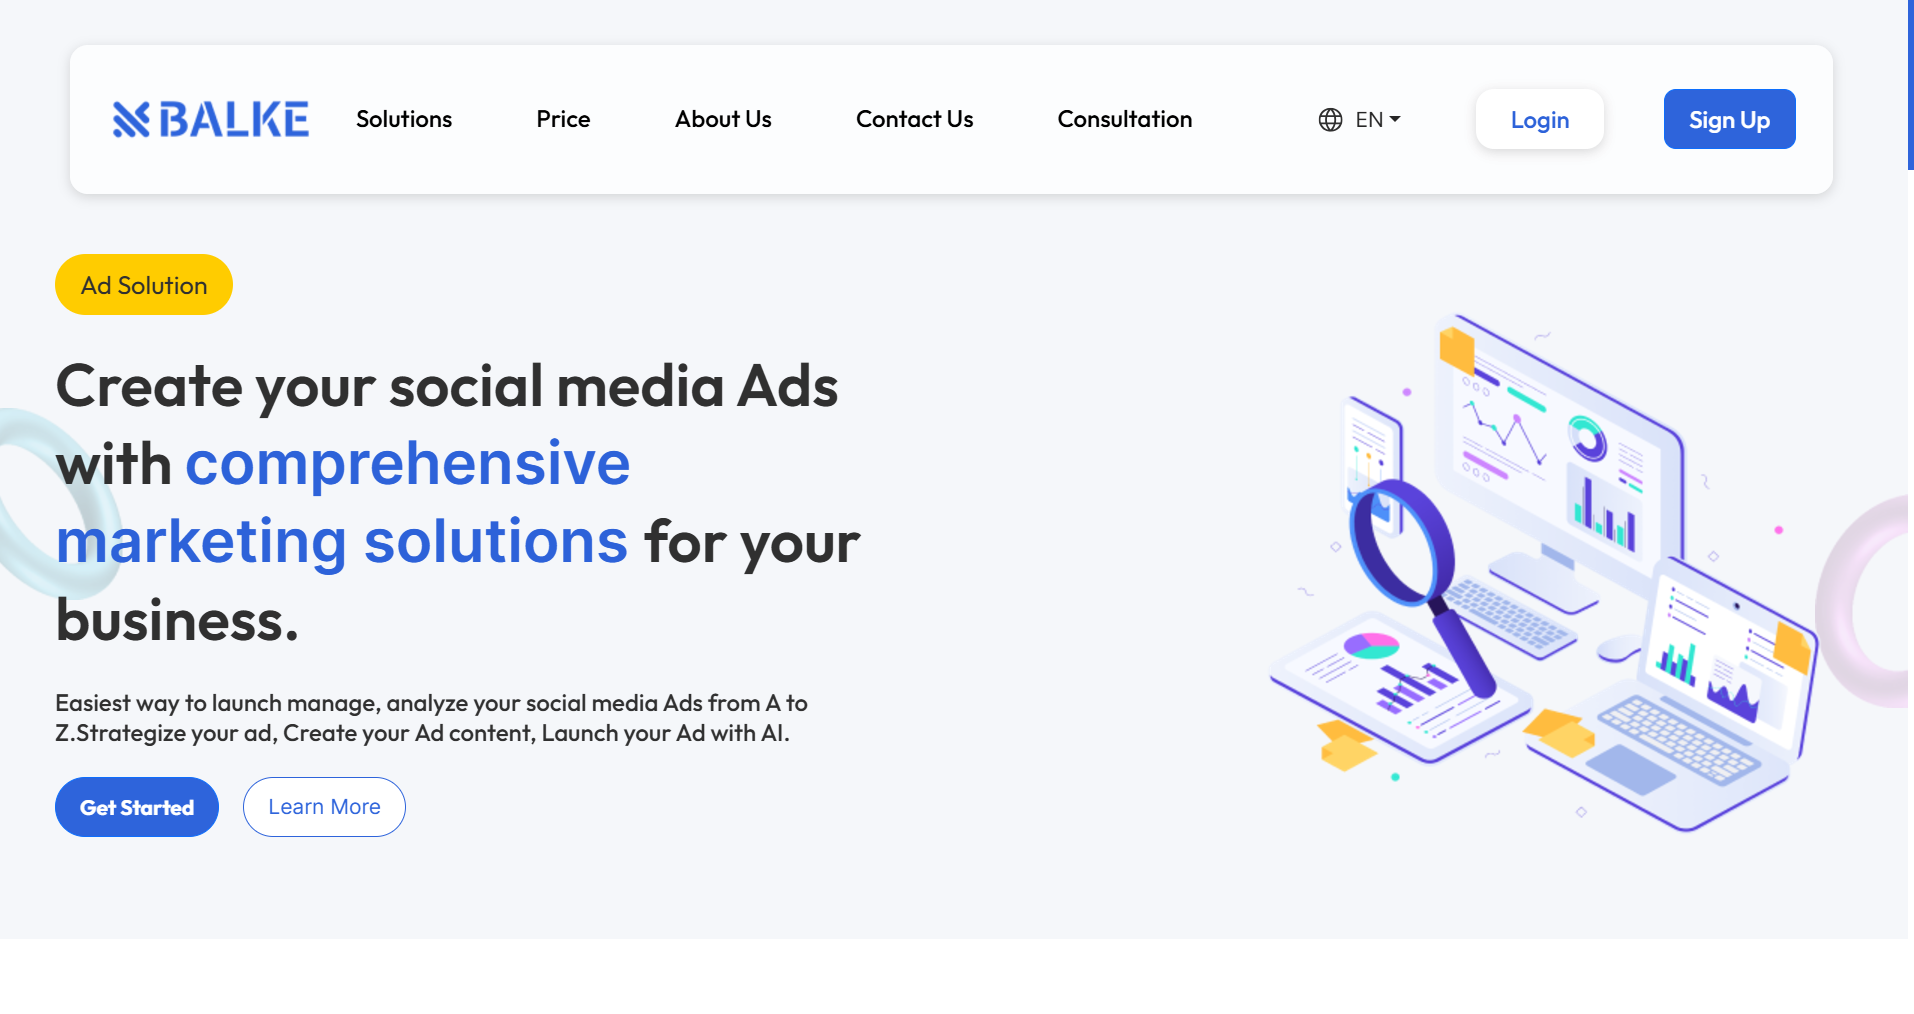 BALKE
Solutions
Price
About Us
Contact Us
Consultation
EN
Login
Sign Up
Ad Solution
Create your social media Ads
with comprehensive
marketing solutions for your
business.
Easiest way to launch manage, analyze your social media Ads from A to
Z.Strategize your ad, Create your Ad content, Launch your Ad with AI.
Get Started
Learn More